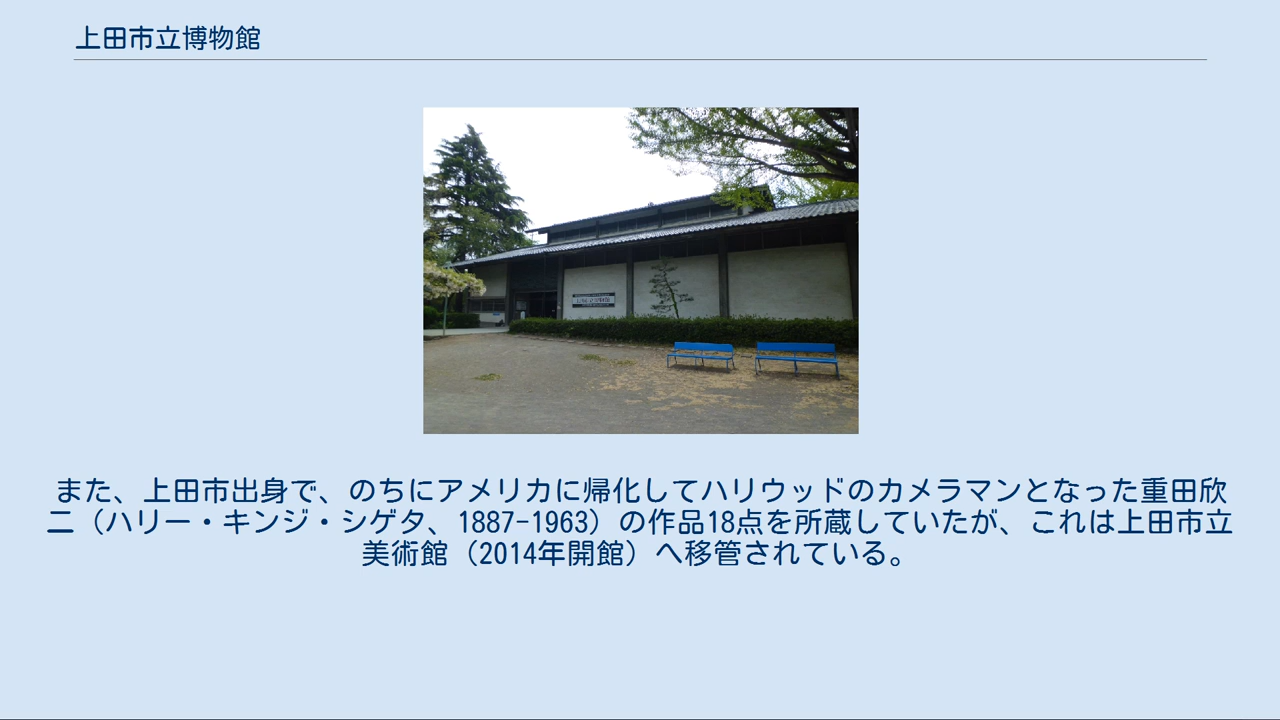 上田市立博物館
また、上田市出身で、のちにアメリカに帰化してハリウッドのカメラマンとなった重田欣
二（ハリー・キンジ・シゲタ、1887-1963）の作品18点を所蔵していたが、これは上田市立
美術館（2014年開館）へ移管されている。